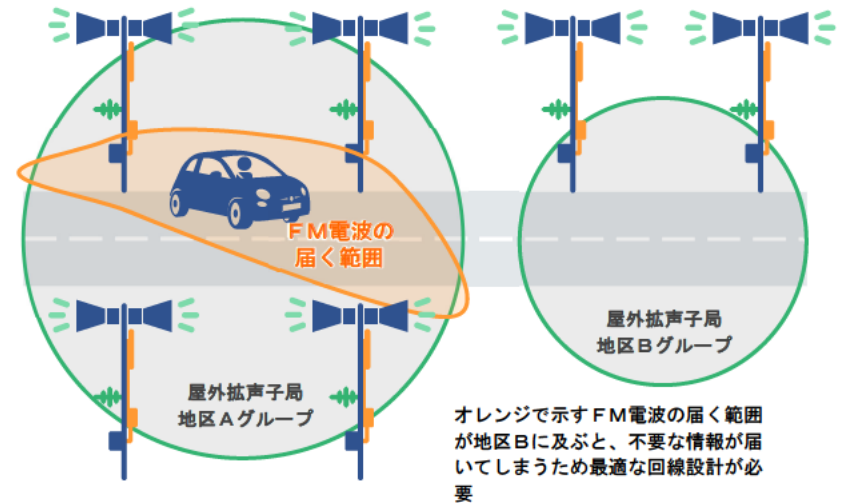 FM電波の
届く範囲
屋外拡声子局
地区Aグループ
屋外拡声子局
地区Bグループ
オレンジで示すFM電波の届く範囲
が地区Bに及ぶと、不要な情報が届
いてしまうため最適な回線設計が必
要